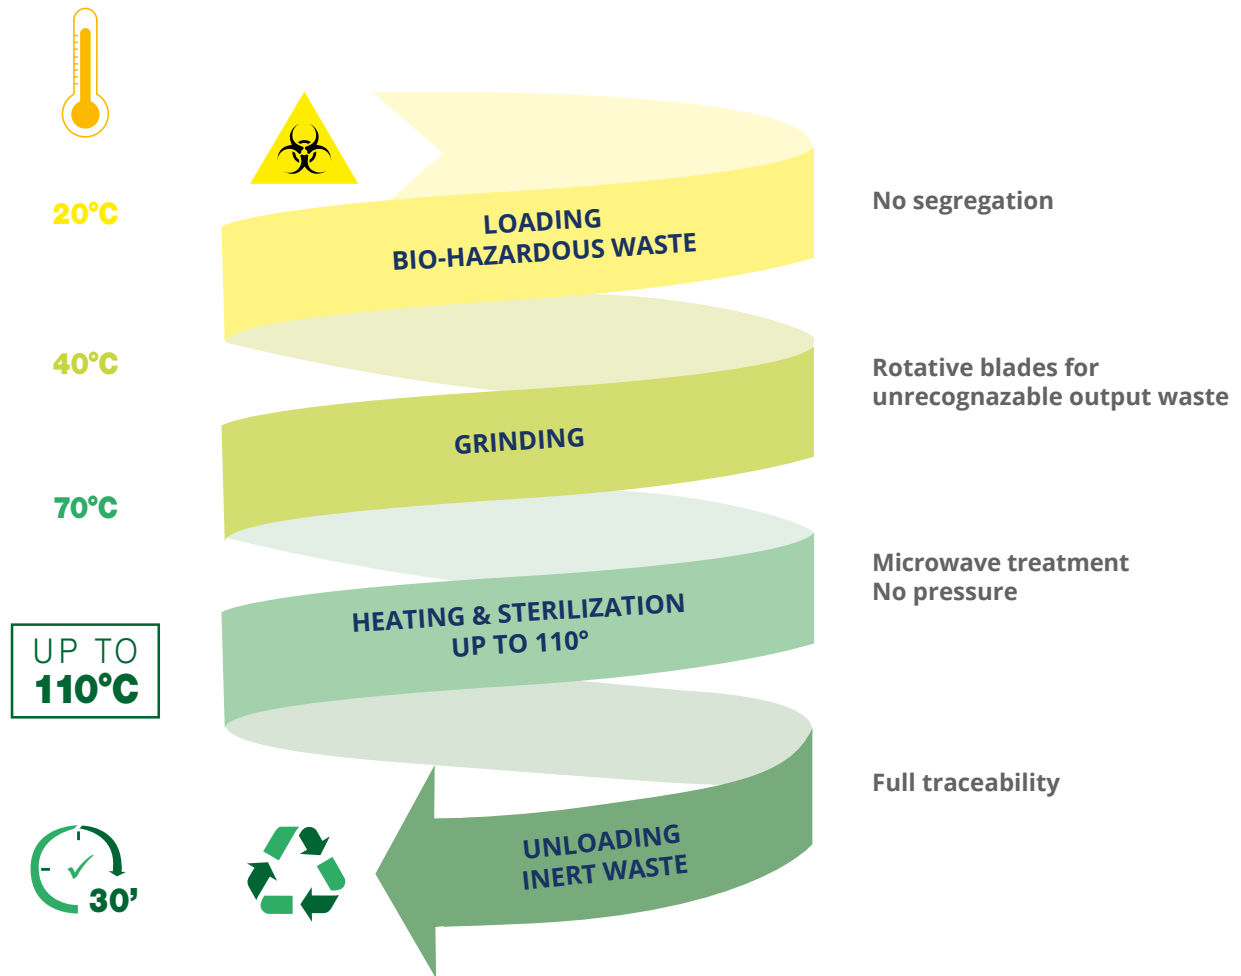 20°C
LOADING
BIO-HAZARDOUS WASTE
No segregation
40°C
Rotative blades for
unrecognazable output waste
GRINDING
70°C
Microwave treatment
No pressure
HEATING & STERILIZATION
UP TO 110°
UP TO
110°C
Full traceability
UNLOADING
INERT WASTE
30’